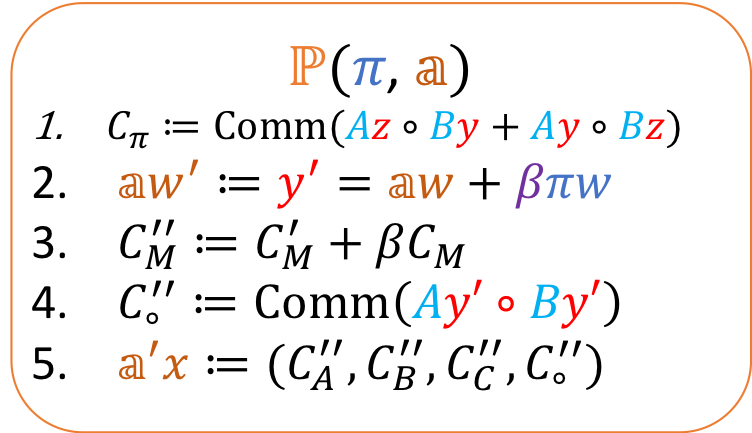 ℙ(π, 𝕒)
1. C_π ≔ Comm(Az ∘ By + Ay ∘ Bz)
2. 𝕒w′ ≔ y′ = 𝕒w + βπw
3. C″_M ≔ C′_M + βC_M
4. C″_∘ ≔ Comm(Ay′ ∘ By′)
5. 𝕒′x ≔ (C″_A, C″_B, C″_C, C″_∘)